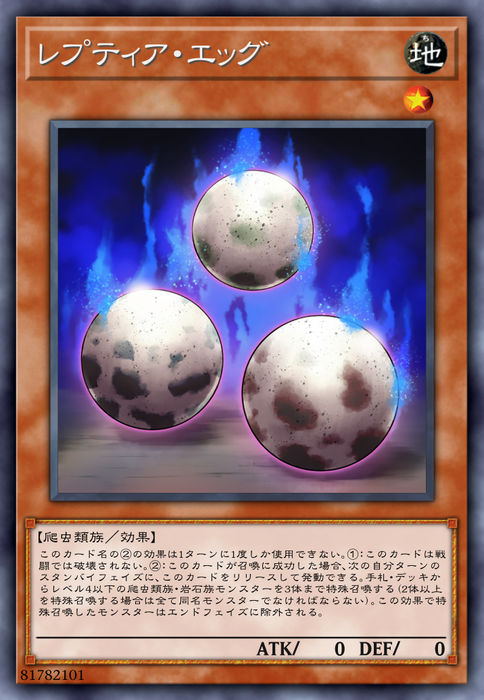 レプティア・エッグ
ち
地
【爬虫類族/効果】
このカード名の②の効果は1ターンに1度しか使用できない。①:このカードは戦
闘では破壊されない。②:このカードが召喚に成功した場合、次の自分ターンの
スタンバイフェイズに、このカードをリリースして発動できる。手札・デッキか
らレベル4以下の爬虫類族・岩石族モンスターを3体まで特殊召喚する(2体以上
を特殊召喚する場合は全て同名モンスターでなければならない)。この効果で特
殊召喚したモンスターはエンドフェイズに除外される。
ATK/ 0 DEF/ 0
81782101